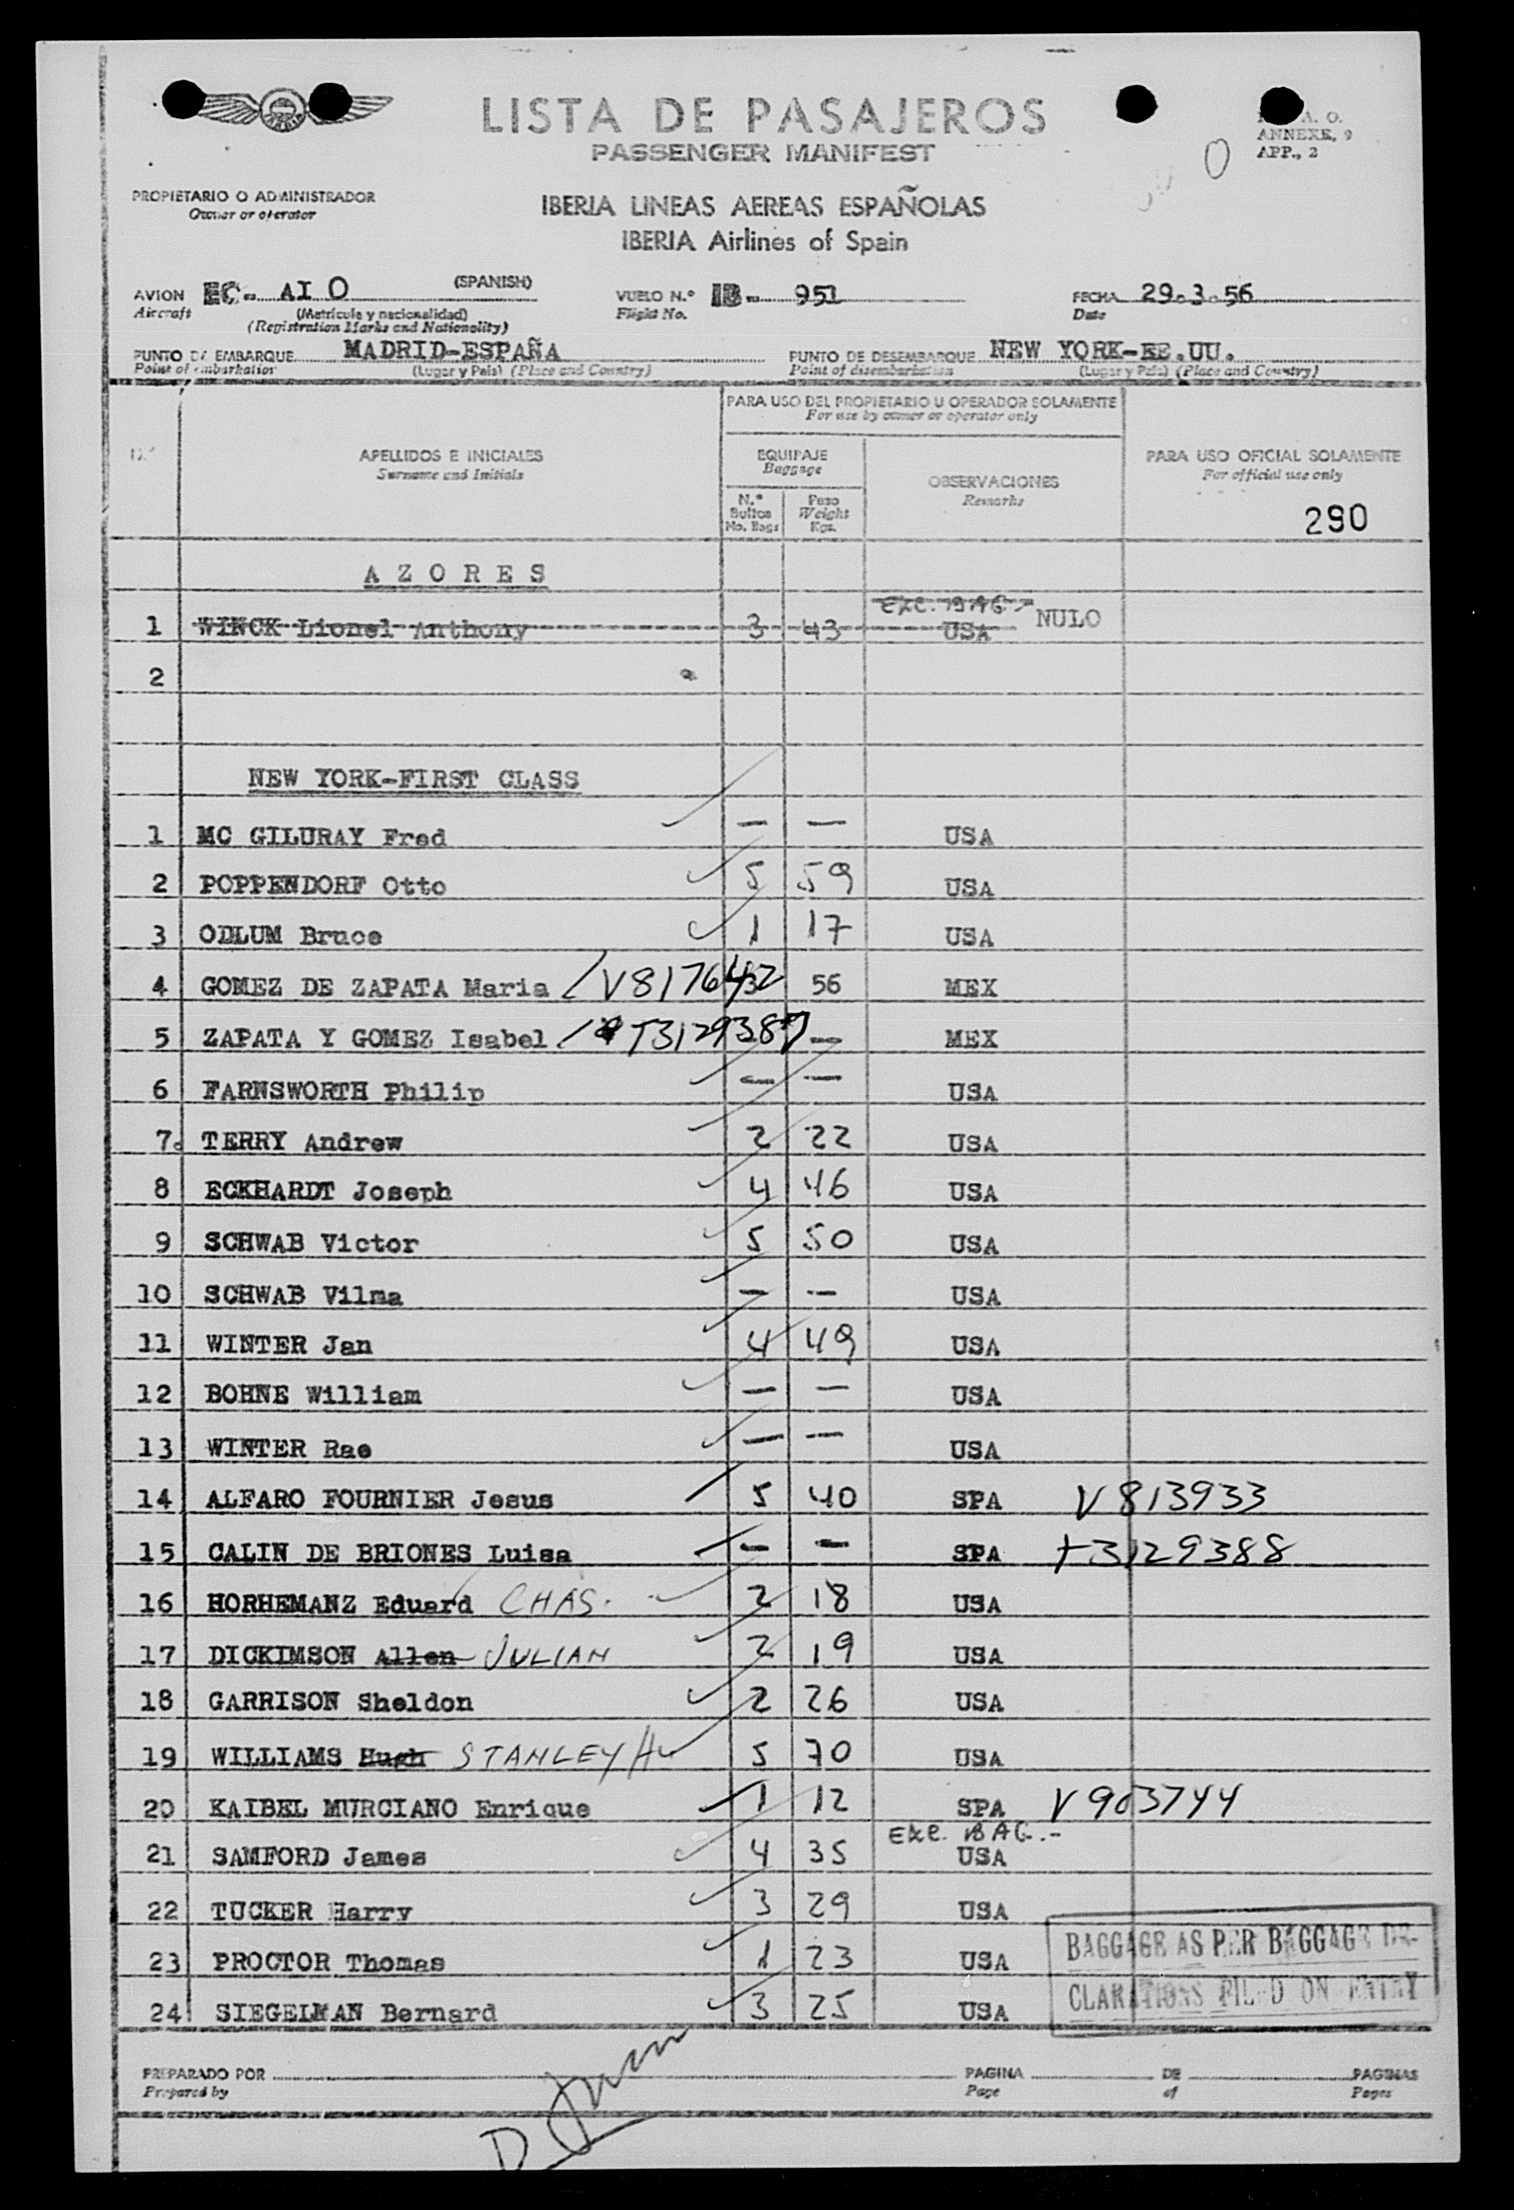 LISTA DE PASAJEROS
PASSENGER MANIFEST
A. O.
ANNEXE, 9
APP., 2
0
PROPIETARIO O ADMINISTRADOR
Owner or operator
IBERIA LINEAS AEREAS ESPAÑOLAS
IBERIA Airlines of Spain
AVION EC- AIO (SPANISH) VUELO N.º IB- 951 FECHA 29.3.56
Aircraft (Matrícula y nacionalidad) Flight No. Date
(Registration Marks and Nationality)
PUNTO DE EMBARQUE MADRID-ESPAÑA PUNTO DE DESEMBARQUE NEW YORK-EE.UU.
Point of embarkation (Lugar y País) (Place and Country) Point of disembarkation (Lugar y País) (Place and Country)
PARA USO DEL PROPIETARIO U OPERADOR SOLAMENTE
For use by owner or operator only
N.º APELLIDOS E INICIALES EQUIPAJE OBSERVACIONES PARA USO OFICIAL SOLAMENTE
Surname and Initials Baggage Remarks For official use only
N.º Bultos Peso
No. Bags Weight Kgs.
290
AZORES
1 WINCK Lionel Anthony 3 43 EXC. BAG.- USA NULO
2
NEW YORK-FIRST CLASS
1 MC GILURAY Fred — — USA
2 POPPENDORF Otto 5 59 USA
3 ODLUM Bruce 1 17 USA
4 GOMEZ DE ZAPATA Maria V817643 2 56 MEX
5 ZAPATA Y GOMEZ Isabel T3129387 — MEX
6 FARNSWORTH Philip — — USA
7 TERRY Andrew 2 22 USA
8 ECKHARDT Joseph 4 46 USA
9 SCHWAB Victor 5 50 USA
10 SCHWAB Vilma — — USA
11 WINTER Jan 4 49 USA
12 BOHNE William — — USA
13 WINTER Rae — — USA
14 ALFARO FOURNIER Jesus 5 40 SPA V813933
15 CALIN DE BRIONES Luisa — — SPA T3129388
16 HORHEMANZ Eduard CHAS. 2 18 USA
17 DICKIMSON Allen JULIAN 2 19 USA
18 GARRISON Sheldon 2 26 USA
19 WILLIAMS Hugh STANLEY H 5 70 USA
20 KAIBEL MURCIANO Enrique 1 12 SPA V903744
21 SAMFORD James 4 35 EXC. BAG.- USA
22 TUCKER Harry 3 29 USA
23 PROCTOR Thomas 1 23 USA
24 SIEGELMAN Bernard 3 25 USA
BAGGAGE AS PER BAGGAGE DE-
CLARATIONS FILED ON ENTRY
PREPARADO POR PAGINA DE PAGINAS
Prepared by Page of Pages